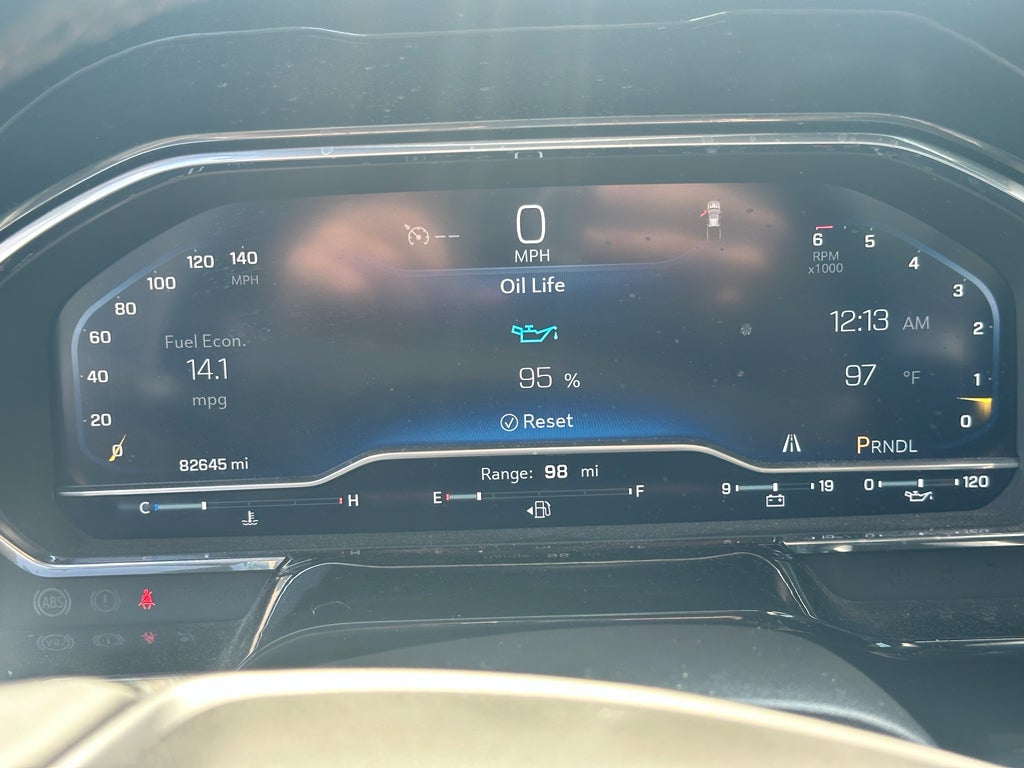 0
MPH
Oil Life
95 %
Reset
140
120
100
80
60
40
20
0
MPH
Fuel Econ.
14.1
mpg
82645 mi
6
5
4
3
2
1
0
RPM
x1000
12:13 AM
97 °F
PRNDL
Range: 98 mi
C H
E F
9 19
0 120
ABS